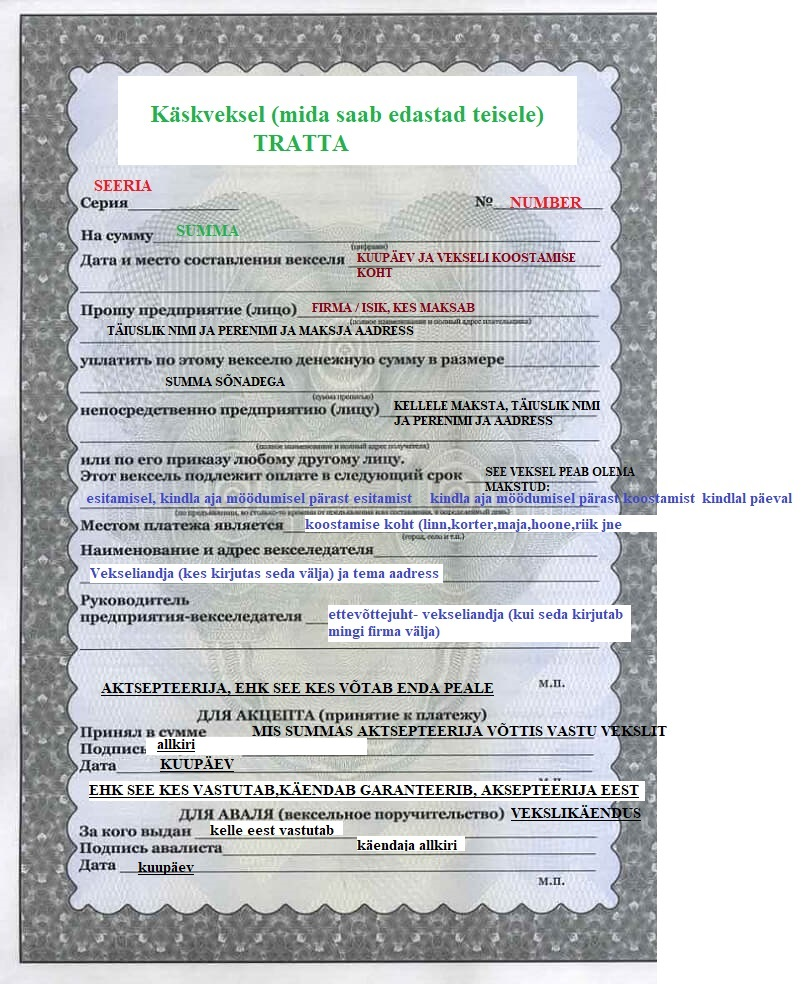 Käskveksel (mida saab edastad teisele)
TRATTA
SEERIA
Серия № NUMBER
На сумму SUMMA
(цифрами)
Дата и место составления векселя KUUPÄEV JA VEKSELI KOOSTAMISE
KOHT
Прошу предприятие (лицо) FIRMA / ISIK, KES MAKSAB
(полное наименование и полный адрес плательщика)
TÄIUSLIK NIMI JA PERENIMI JA MAKSJA AADRESS
уплатить по этому векселю денежную сумму в размере
SUMMA SÕNADEGA
(сумма прописью)
непосредственно предприятию (лицу) KELLELE MAKSTA, TÄIUSLIK NIMI
JA PERENIMI JA AADRESS
(полное наименование и полный адрес получателя)
или по его приказу любому другому лицу.
Этот вексель подлежит оплате в следующий срок SEE VEKSEL PEAB OLEMA
MAKSTUD:
esitamisel, kindla aja möödumisel pärast esitamist kindla aja möödumisel pärast koostamist kindlal päeval
(по предъявлении, во столько-то времени от предъявления или составления, в определенный день)
Местом платежа является koostamise koht (linn,korter,maja,hoone,riik jne
(город, село и т.п.)
Наименование и адрес векселедателя
Vekseliandja (kes kirjutas seda välja) ja tema aadress
Руководитель
предприятия-векселедателя ettevõttejuht- vekseliandja (kui seda kirjutab
mingi firma välja)
м.п.
AKTSEPTEERIJA, EHK SEE KES VÕTAB ENDA PEALE
ДЛЯ АКЦЕПТА (принятие к платежу)
Принял в сумме MIS SUMMAS AKTSEPTEERIJA VÕTTIS VASTU VEKSLIT
Подпись allkiri
Дата KUUPÄEV
EHK SEE KES VASTUTAB,KÄENDAB GARANTEERIB, AKSEPTEERIJA EEST
ДЛЯ АВАЛЯ (вексельное поручительство) VEKSLIKÄENDUS
За кого выдан kelle eest vastutab
Подпись авалиста käendaja allkiri
Дата kuupäev
м.п.